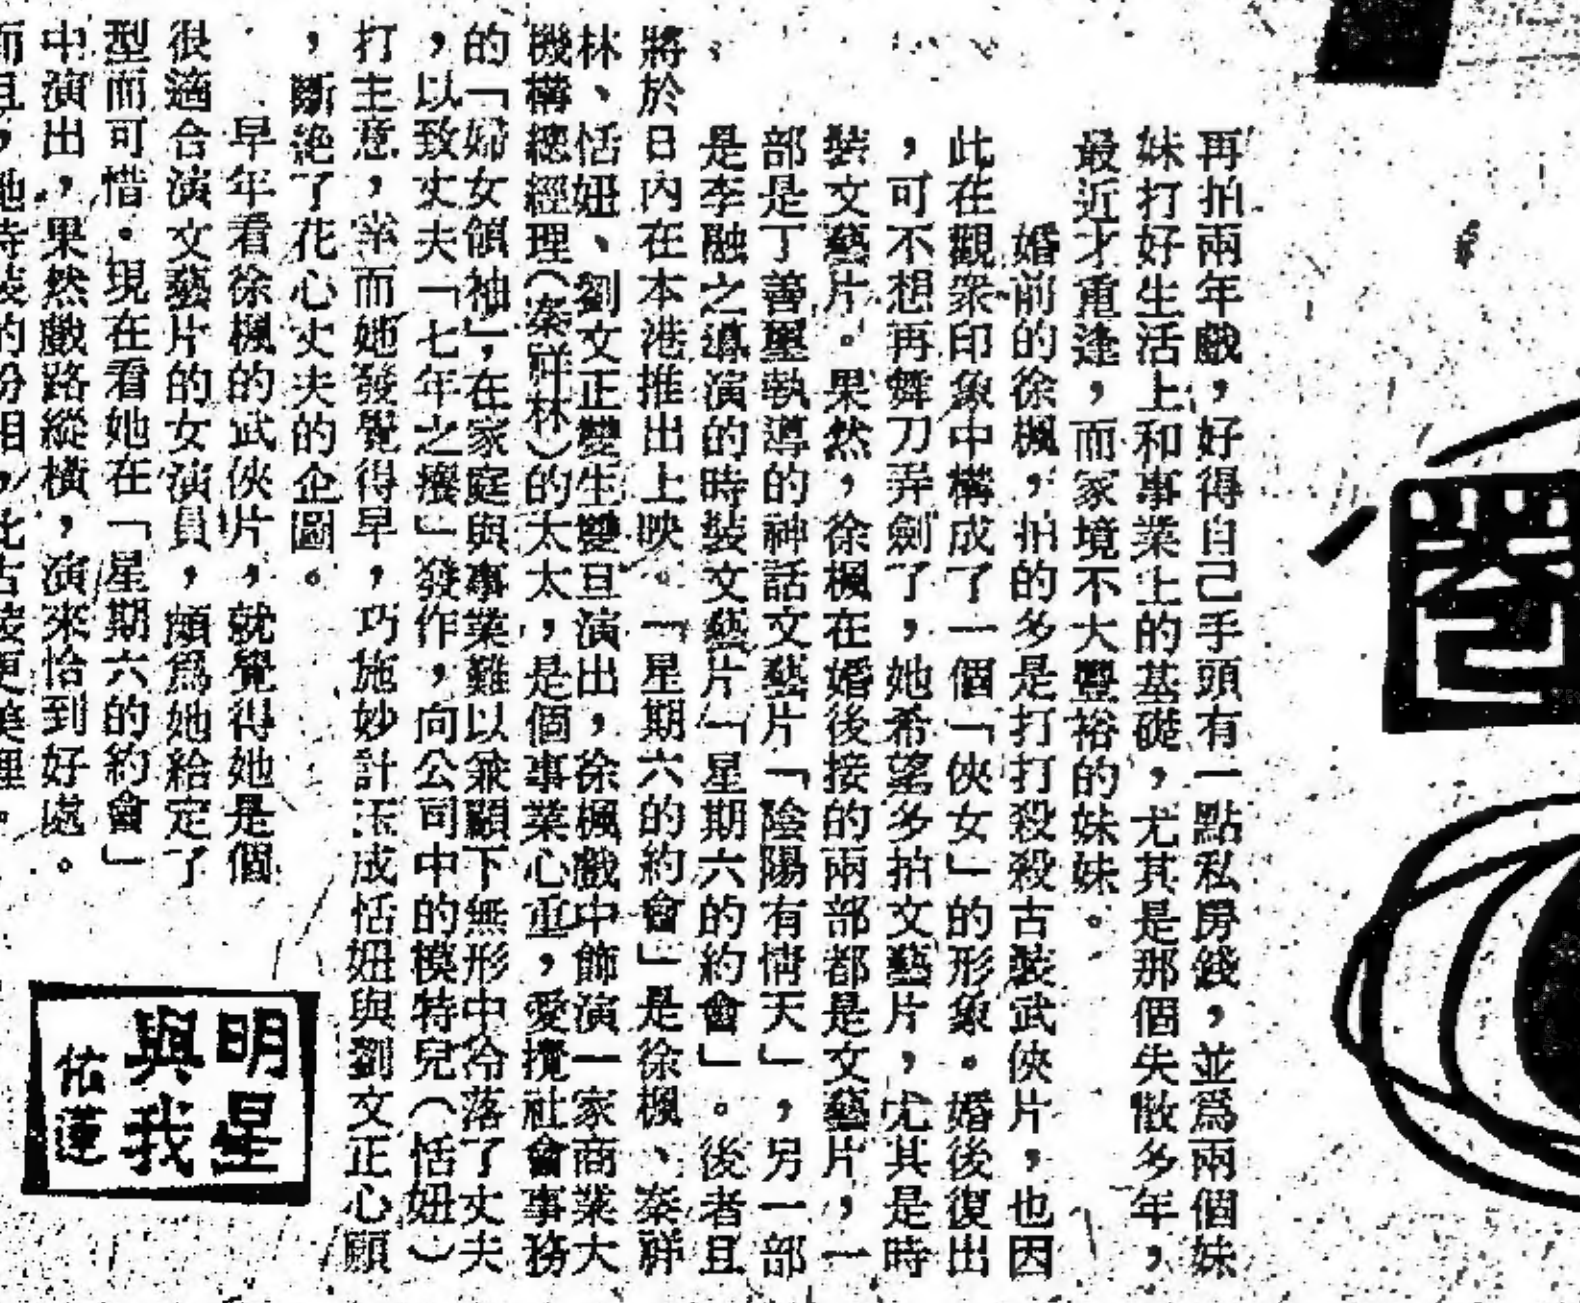 再拍兩年戲，好得自己手頭有一點私房錢，並爲兩個妹
妹打好生活上和事業上的基礎，尤其是那個失散多年，
最近才重逢，而家境不大豐裕的妹妹。
婚前的徐楓，拍的多是打打殺殺古裝武俠片，也因
此在觀衆印象中構成了一個「俠女」的形象。婚後復出
，可不想再舞刀弄劍了，她希望多拍文藝片，尤其是時
裝文藝片。果然，徐楓在婚後接的兩部都是文藝片，一
部是丁善璽執導的神話文藝片「陰陽有情天」，另一部
是李融之導演的時裝文藝片「星期六的約會」。後者且
將於日內在本港推出上映。「星期六的約會」是徐楓、秦祥
林、恬妞、劉文正雙生雙旦演出，徐楓戲中飾演一家商業大
機構總經理（秦祥林）的太太，是個事業心重，愛攬社會事務
的「婦女領袖」，在家庭與事業難以兼顧下無形中冷落了丈夫
，以致丈夫「七年之癢」發作，向公司中的模特兒（恬妞）
打主意，幸而她發覺得早，巧施妙計玉成恬妞與劉文正心願
，斷絶了花心丈夫的企圖。
早年看徐楓的武俠片，就覺得她是個
很適合演文藝片的女演員，頗爲她給定了
型而可惜。現在看她在「星期六的約會」
中演出，果然戲路縱橫，演來恰到好處。
而且，她時裝的扮相，比古裝更美理。
圈
明星
與我